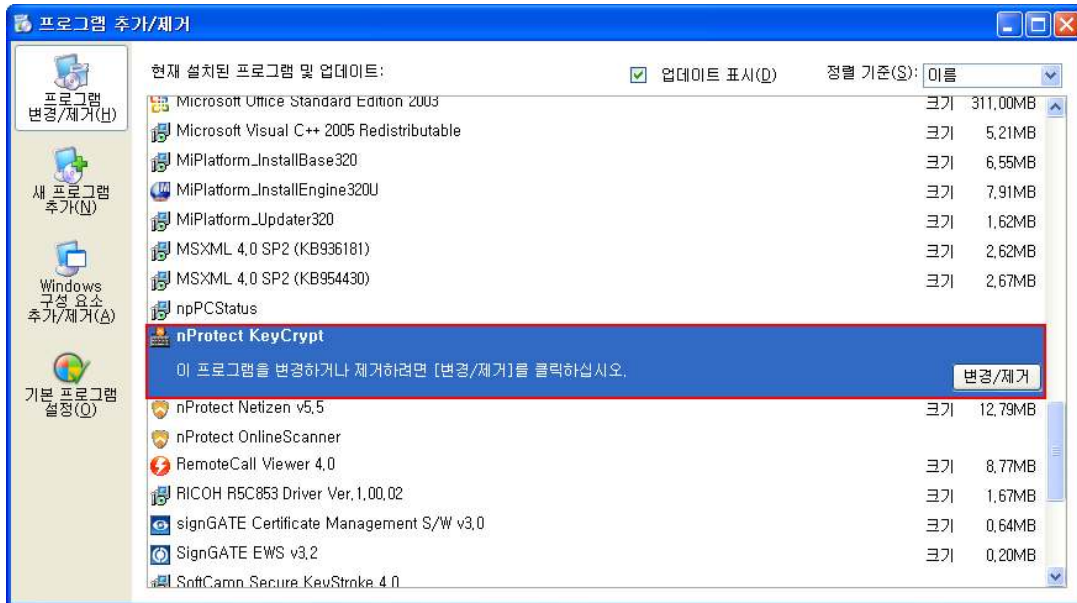 프로그램 추가/제거
현재 설치된 프로그램 및 업데이트:
업데이트 표시(D)
정렬 기준(S):
이름
프로그램
변경/제거(H)
새 프로그램
추가(N)
Windows
구성 요소
추가/제거(A)
기본 프로그램
설정(O)
Microsoft Office Standard Edition 2003 크기 311,00MB
Microsoft Visual C++ 2005 Redistributable 크기 5,21MB
MiPlatform_InstallBase320 크기 6,55MB
MiPlatform_InstallEngine320U 크기 7,91MB
MiPlatform_Updater320 크기 1,62MB
MSXML 4,0 SP2 (KB936181) 크기 2,62MB
MSXML 4,0 SP2 (KB954430) 크기 2,67MB
npPCStatus
nProtect KeyCrypt
이 프로그램을 변경하거나 제거하려면 [변경/제거]를 클릭하십시오.
변경/제거
nProtect Netizen v5,5 크기 12,79MB
nProtect OnlineScanner
RemoteCall Viewer 4,0 크기 8,77MB
RICOH R5C853 Driver Ver,1,00,02 크기 1,67MB
signGATE Certificate Management S/W v3,0 크기 0,64MB
SignGATE EWS v3,2 크기 0,20MB
SoftCamp Secure KeyStroke 4,0